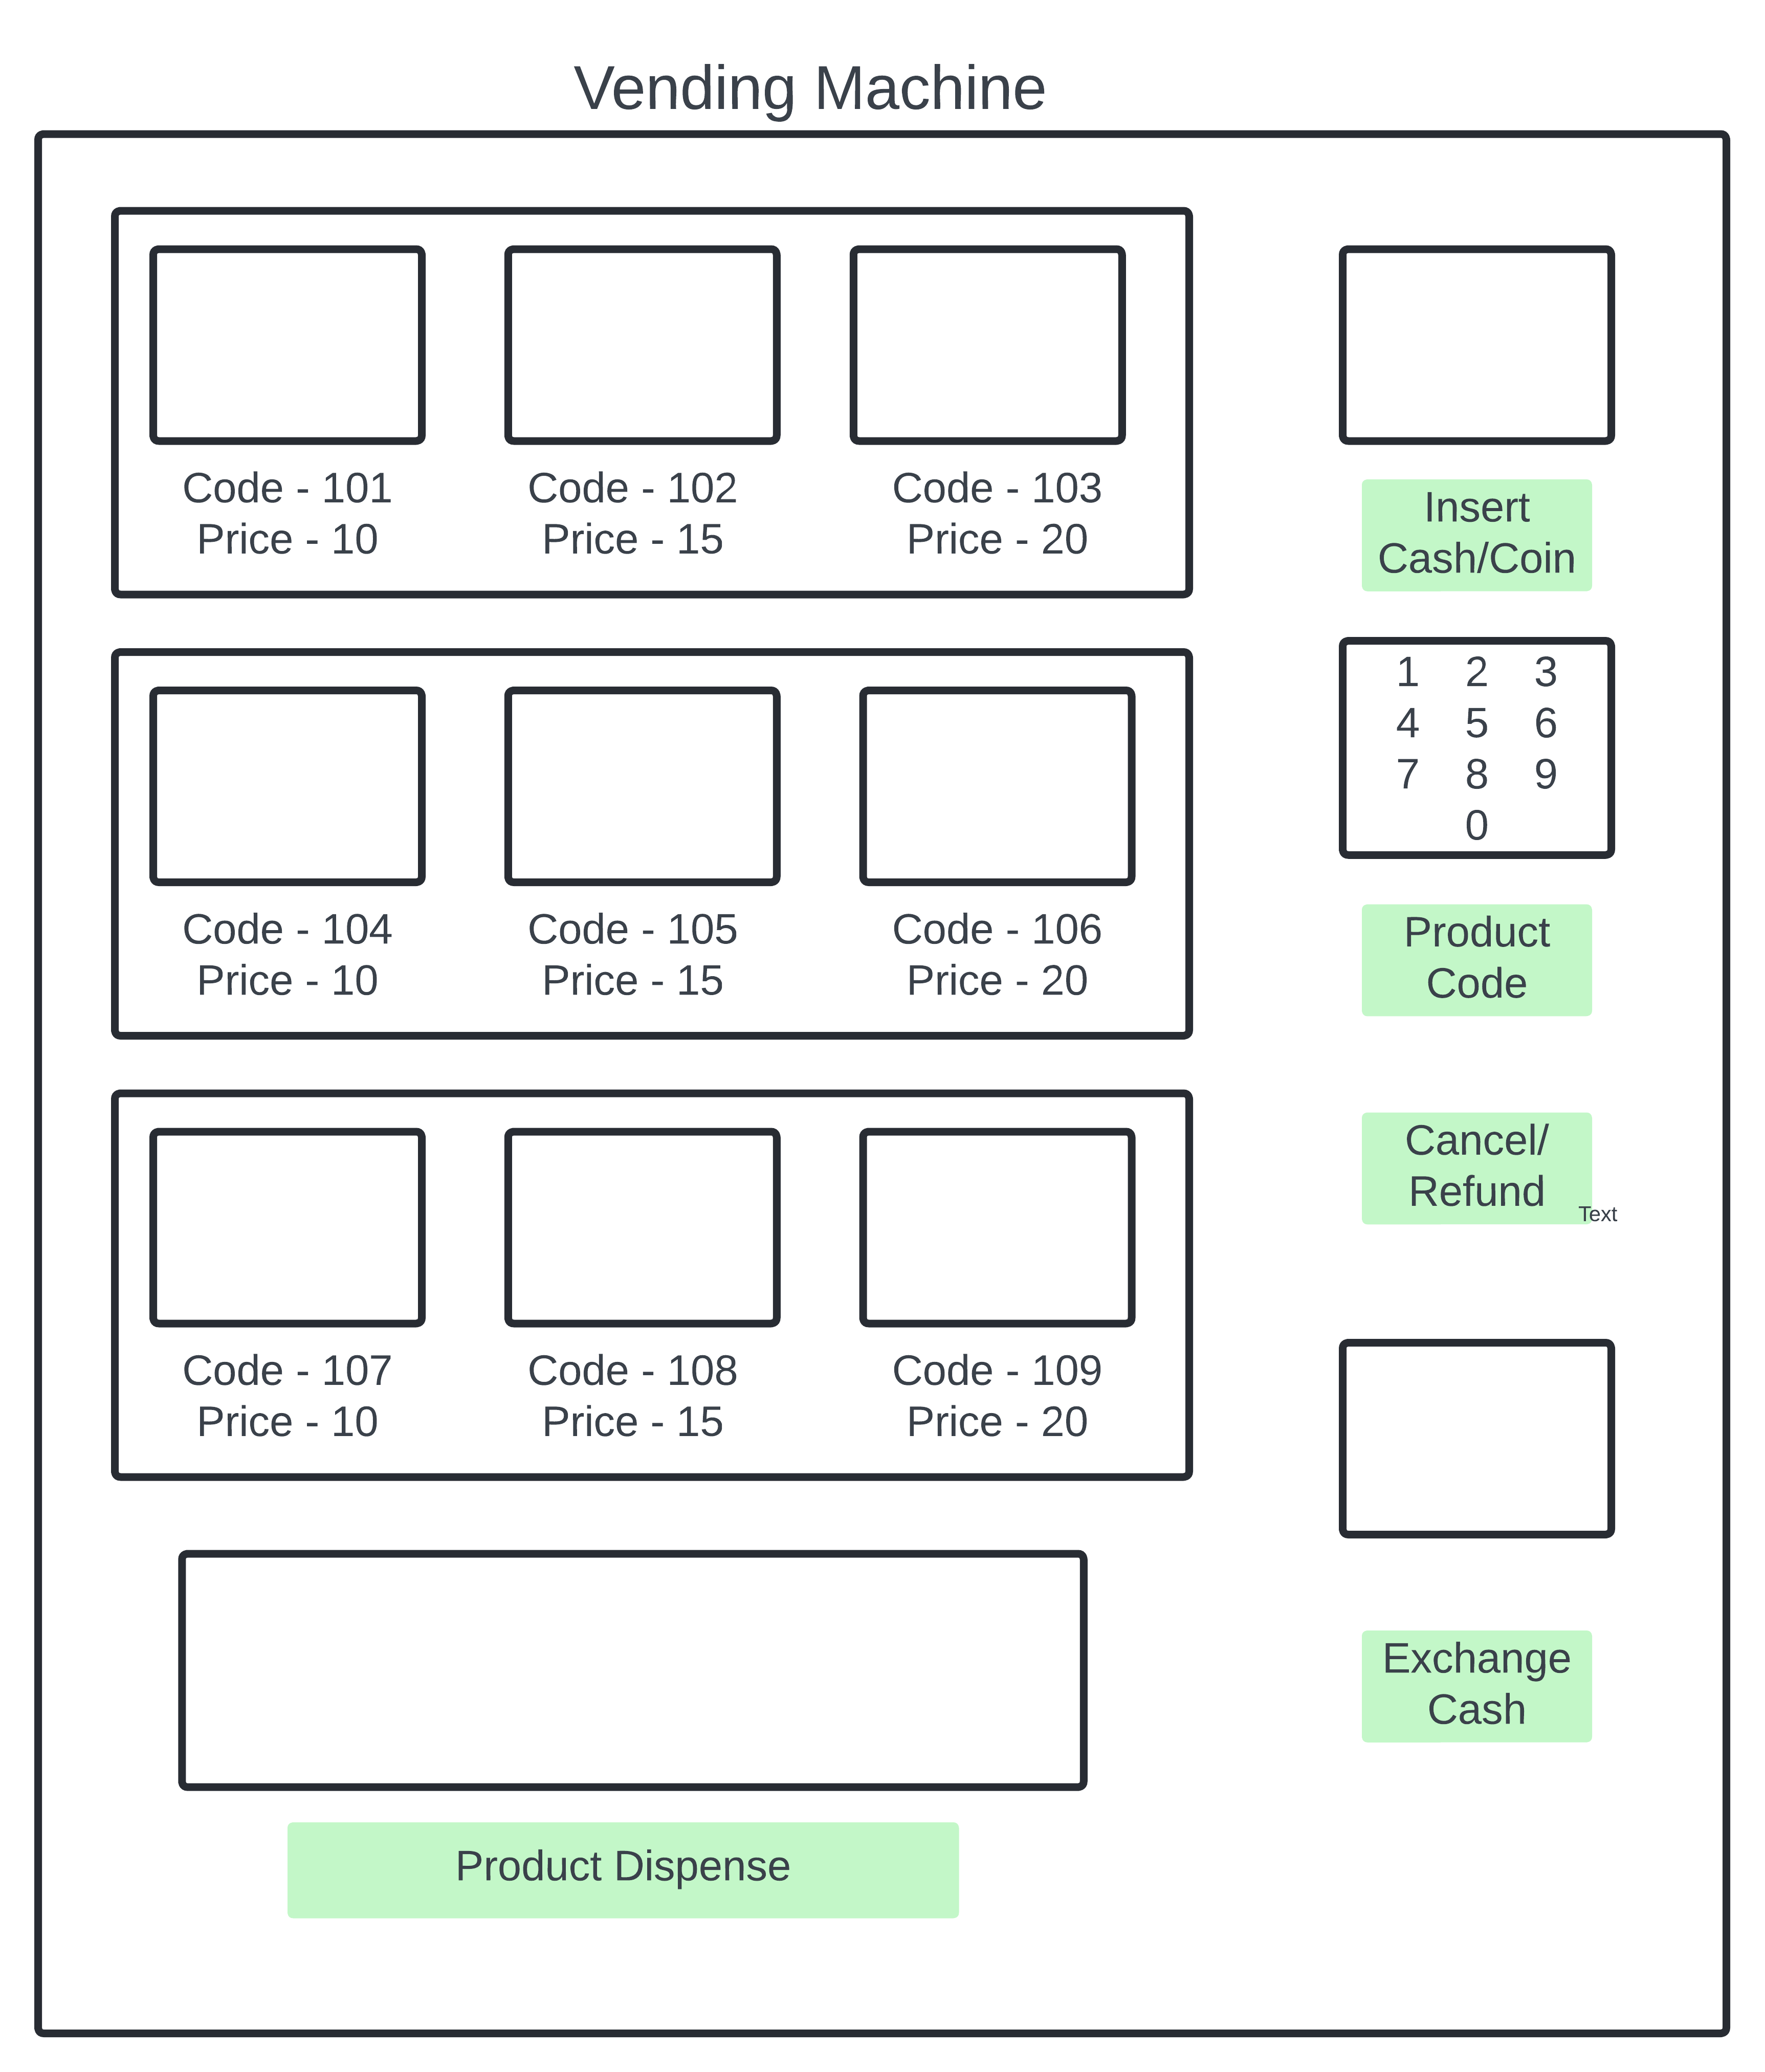 Vending Machine
Code - 101
Price - 10
Code - 102
Price - 15
Code - 103
Price - 20
Insert
Cash/Coin
1 2 3
4 5 6
7 8 9
0
Code - 104
Price - 10
Code - 105
Price - 15
Code - 106
Price - 20
Product
Code
Cancel/
Refund
Text
Code - 107
Price - 10
Code - 108
Price - 15
Code - 109
Price - 20
Exchange
Cash
Product Dispense